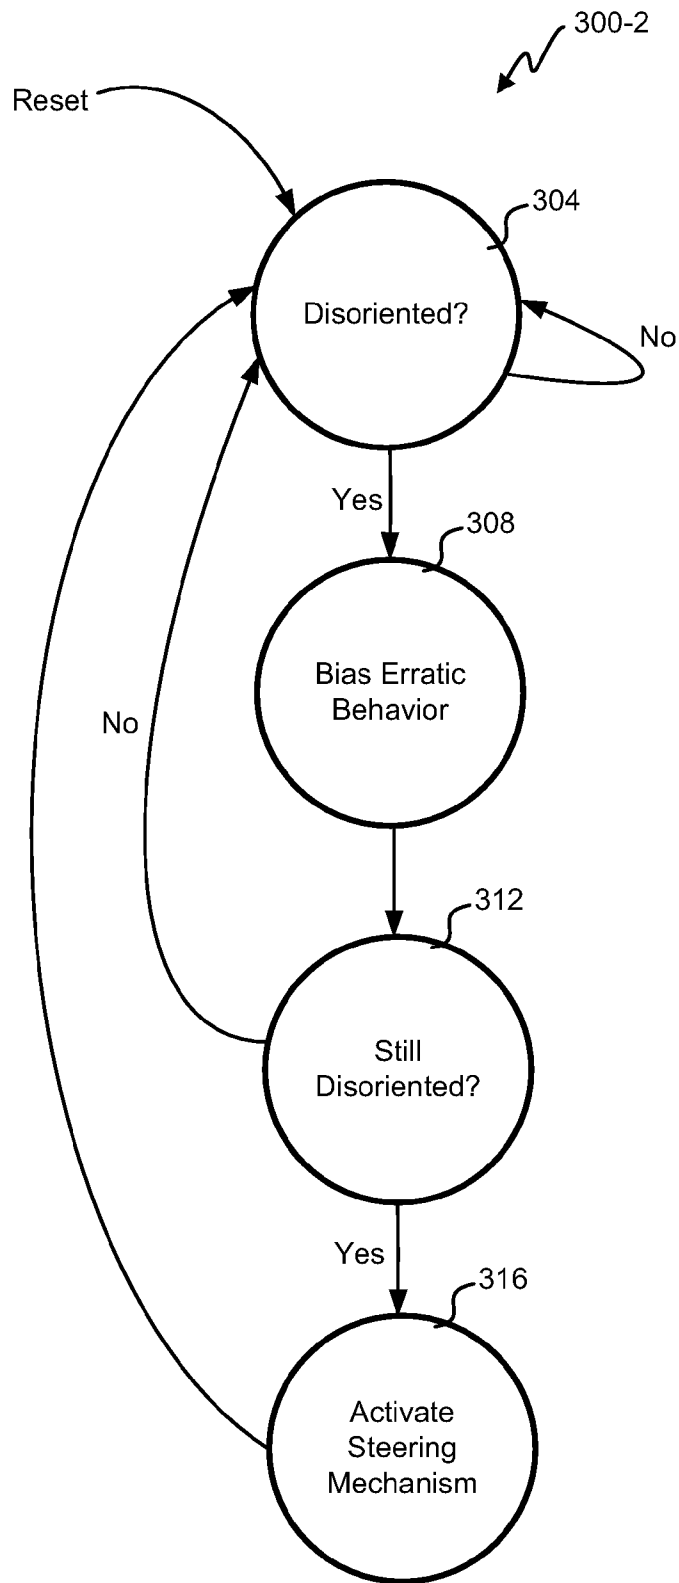 300-2
Reset
304
Disoriented?
No
Yes
308
Bias Erratic
Behavior
No
312
Still
Disoriented?
Yes
316
Activate
Steering
Mechanism